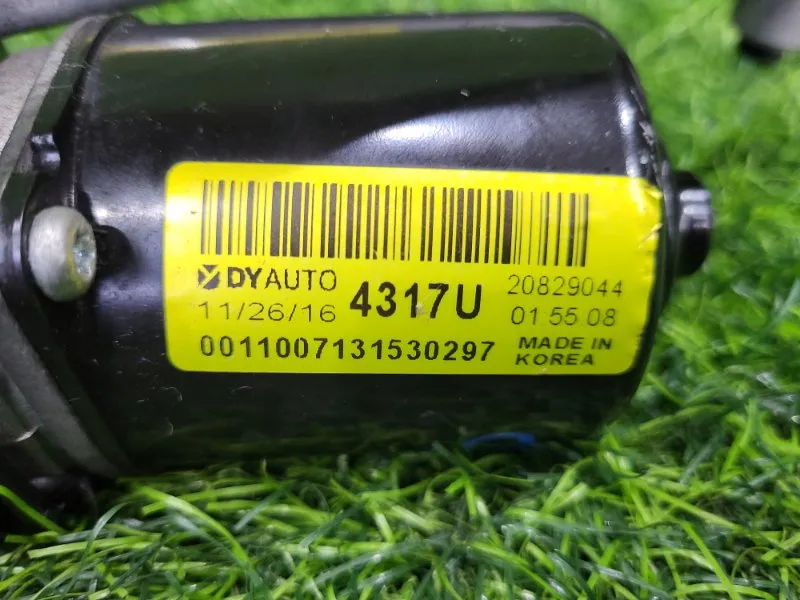 DYAUTO 4317U 20829044
11/26/16 01 55.08
0011007131530297 MADE IN
KOREA